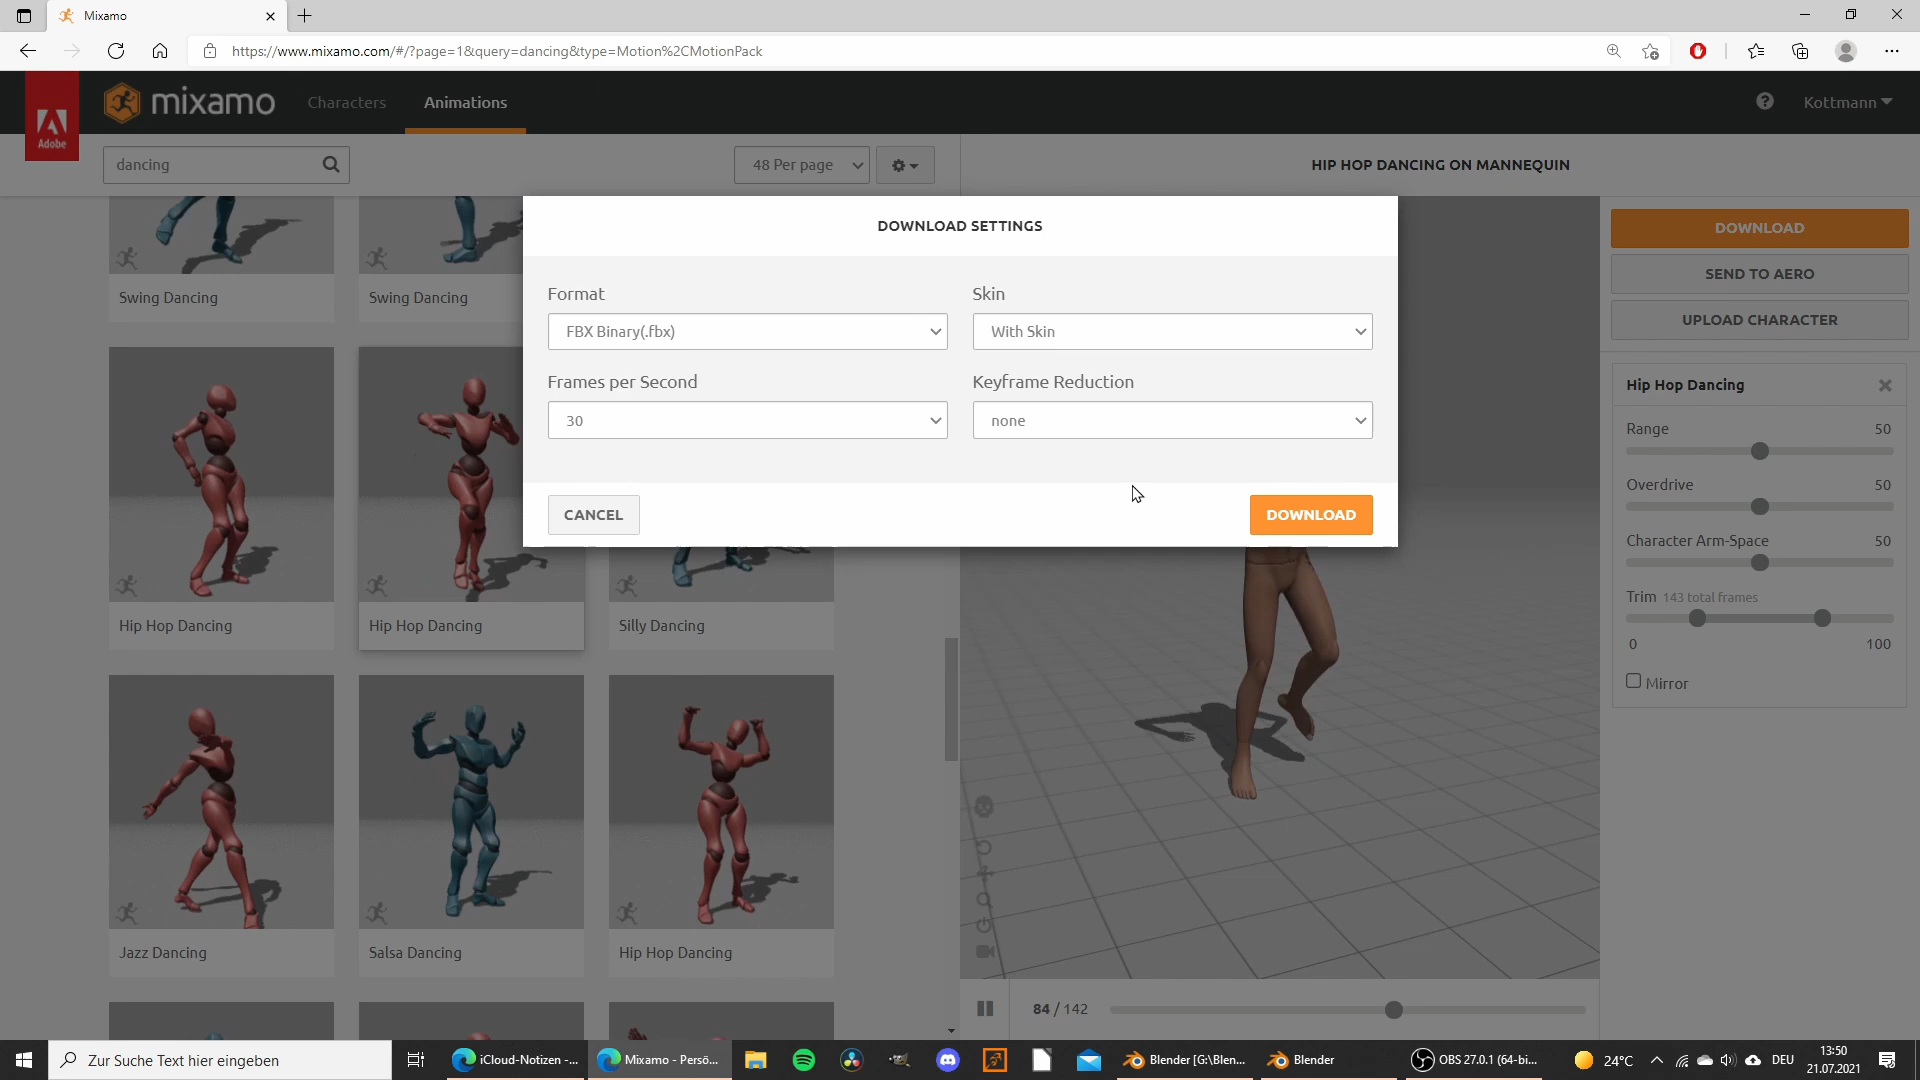 Mixamo
https://www.mixamo.com/#/?page=1&query=dancing&type=Motion%2CMotionPack
Adobe
mixamo
Characters
Animations
Kottmann
dancing
48 Per page
HIP HOP DANCING ON MANNEQUIN
DOWNLOAD SETTINGS
Format
Skin
FBX Binary(.fbx)
With Skin
Frames per Second
Keyframe Reduction
30
none
CANCEL
DOWNLOAD
DOWNLOAD
SEND TO AERO
UPLOAD CHARACTER
Hip Hop Dancing
Range 50
Overdrive 50
Character Arm-Space 50
Trim 143 total frames
0 100
Mirror
Swing Dancing
Swing Dancing
Hip Hop Dancing
Hip Hop Dancing
Silly Dancing
Jazz Dancing
Salsa Dancing
Hip Hop Dancing
84 / 142
Zur Suche Text hier eingeben
iCloud-Notizen -...
Mixamo - Persö...
Blender [G:\Blen...
Blender
OBS 27.0.1 (64-bi...
24°C
DEU
13:50
21.07.2021